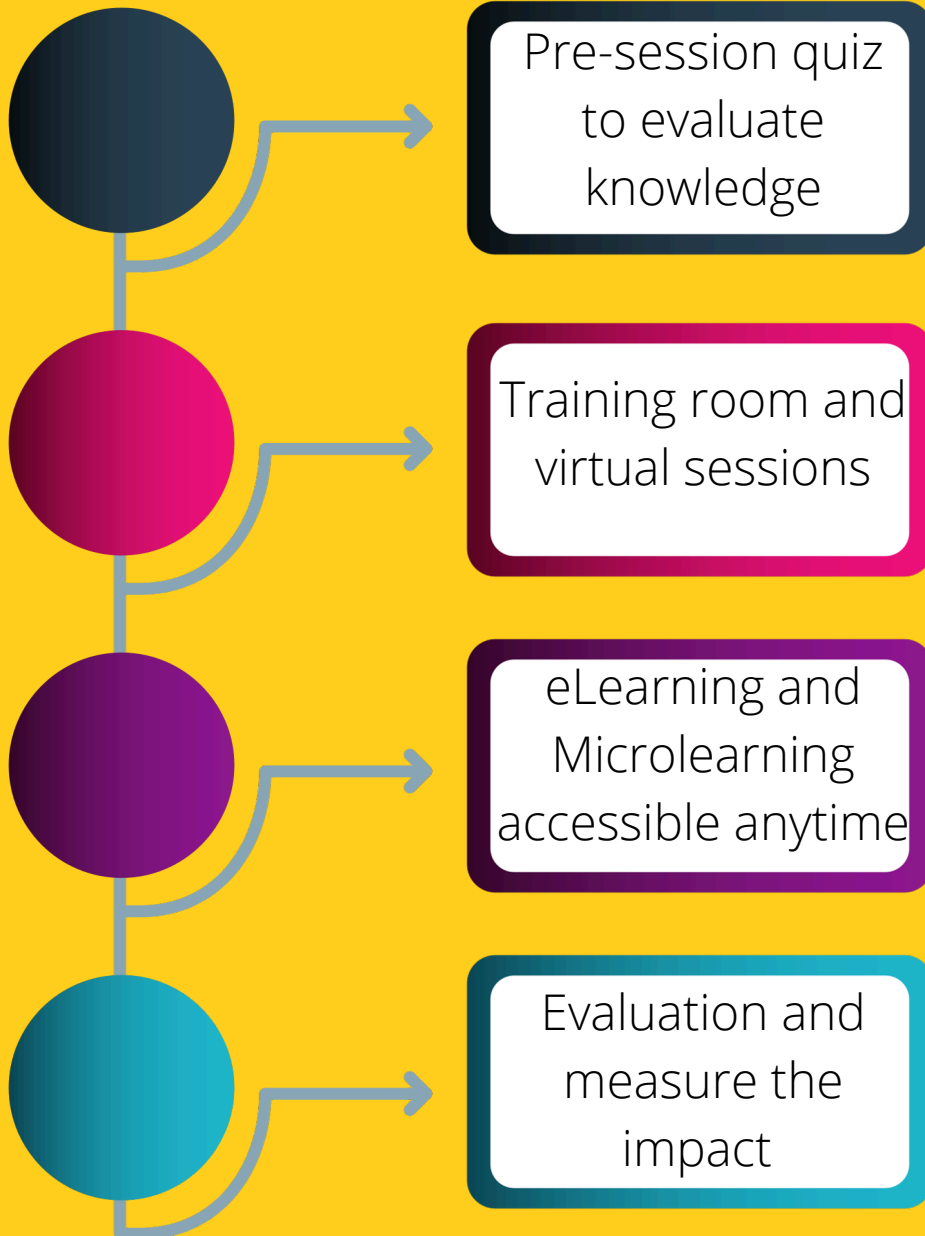 Pre-session quiz
to evaluate
knowledge
Training room and
virtual sessions
eLearning and
Microlearning
accessible anytime
Evaluation and
measure the
impact